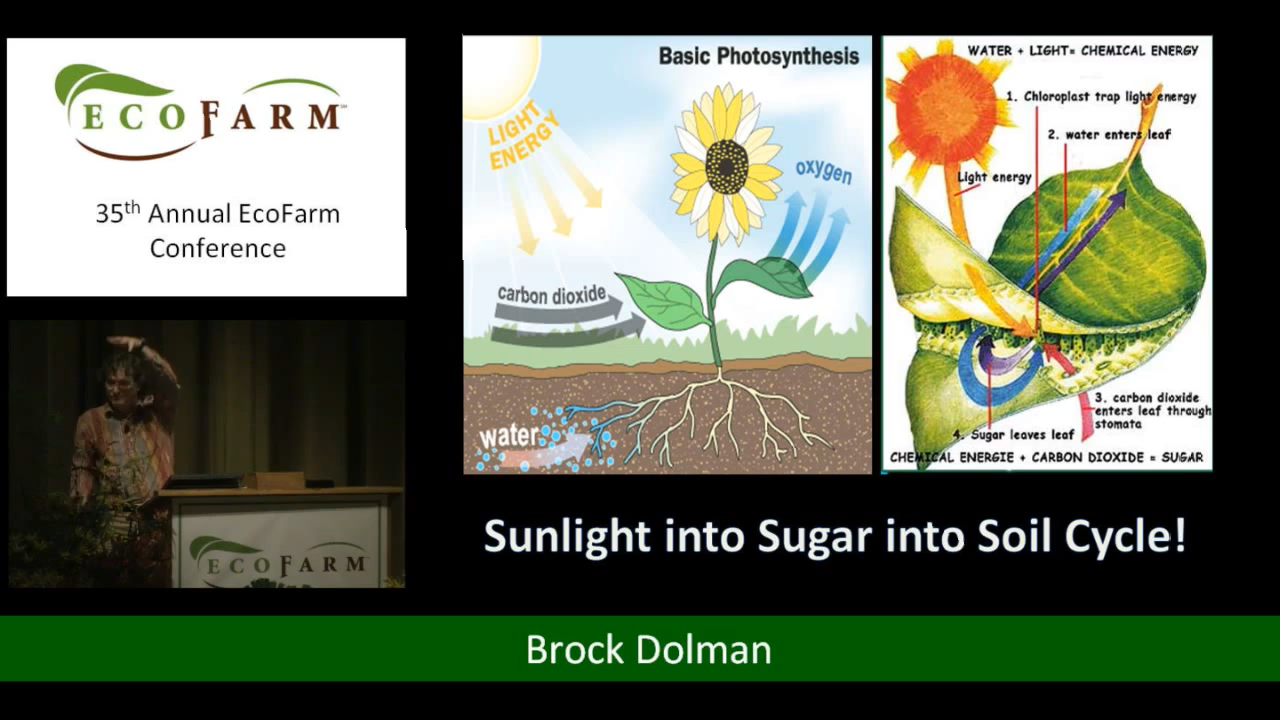 ECOFARM
35th Annual EcoFarm
Conference
ECOFARM
Basic Photosynthesis
LIGHT
ENERGY
oxygen
carbon dioxide
water
WATER + LIGHT= CHEMICAL ENERGY
1. Chloroplast trap light energy
2. water enters leaf
Light energy
3. carbon dioxide
enters leaf through
stomata
4. Sugar leaves leaf
CHEMICAL ENERGIE + CARBON DIOXIDE = SUGAR
Sunlight into Sugar into Soil Cycle!
Brock Dolman